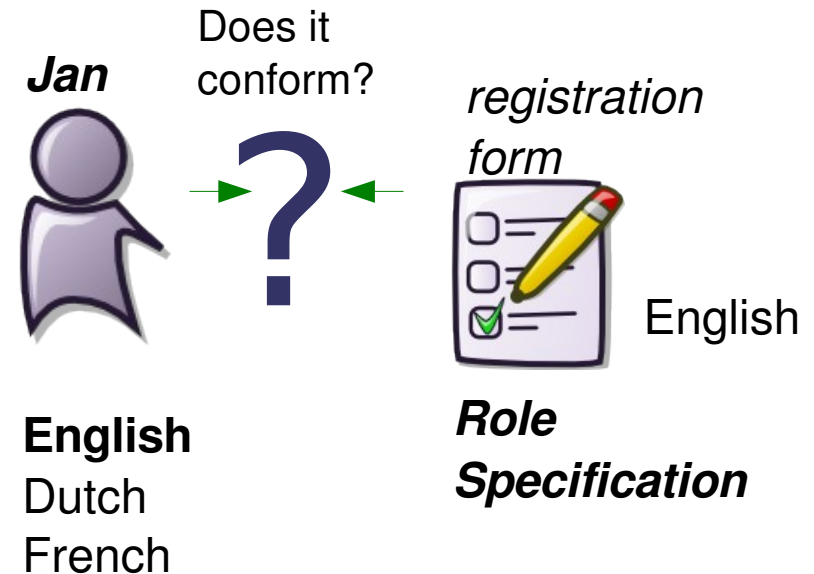 Jan
Does it
conform?
?
registration
form
English
English
Dutch
French
Role
Specification